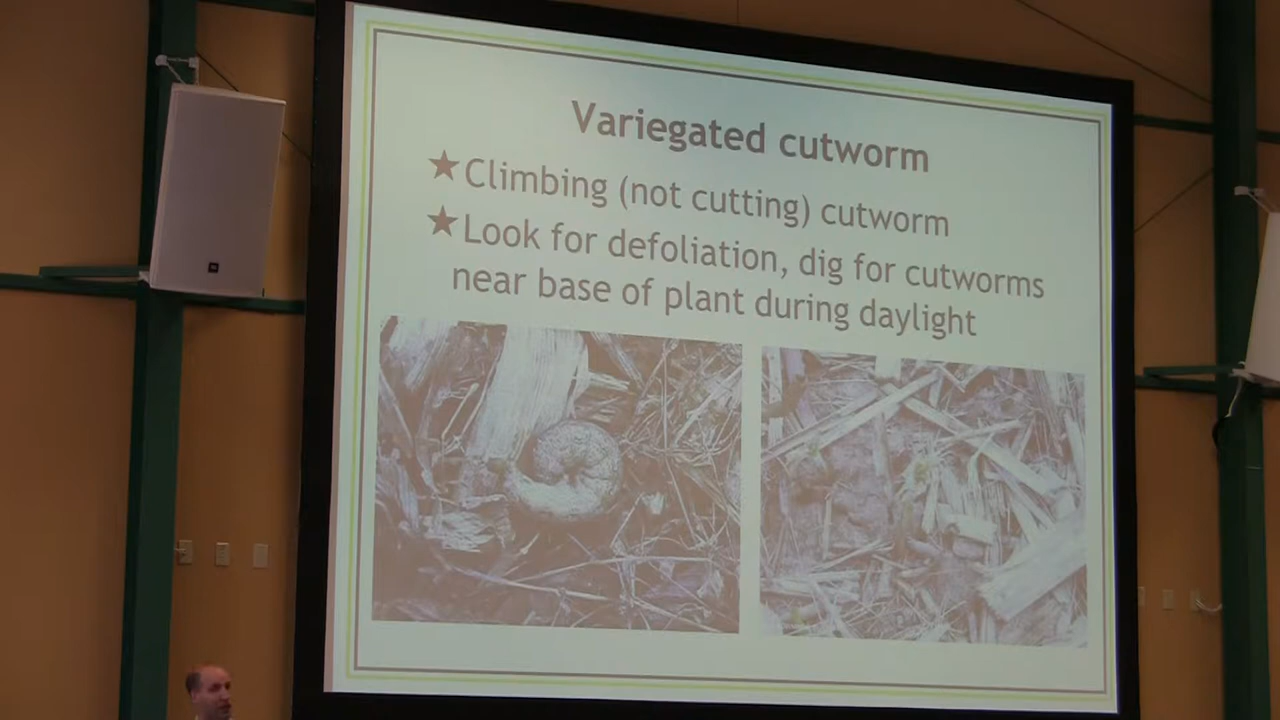 Variegated cutworm
★Climbing (not cutting) cutworm
★Look for defoliation, dig for cutworms
near base of plant during daylight